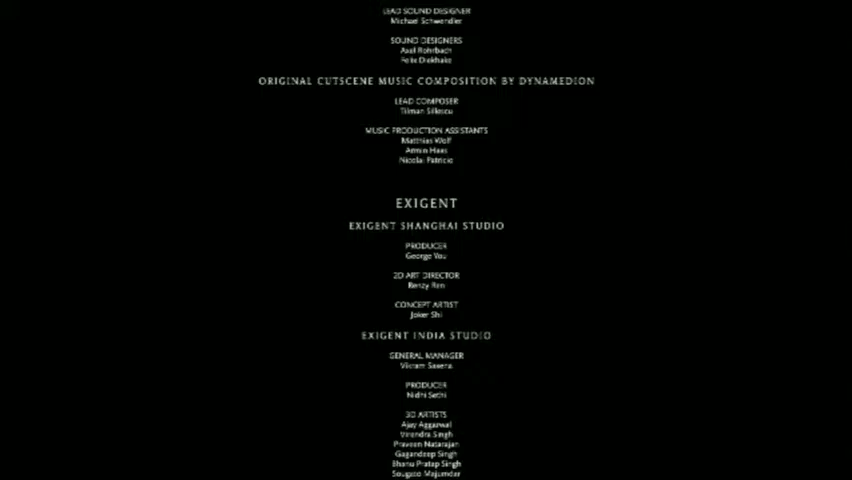 LEAD SOUND DESIGNER
Michael Schwendler
SOUND DESIGNERS
Axel Rohrbach
Felix Diekhake
ORIGINAL CUTSCENE MUSIC COMPOSITION BY DYNAMEDION
LEAD COMPOSER
Tilman Sillescu
MUSIC PRODUCTION ASSISTANTS
Matthias Wolf
Armin Haas
Nicolai Patricio
EXIGENT
EXIGENT SHANGHAI STUDIO
PRODUCER
George You
2D ART DIRECTOR
Renzy Ren
CONCEPT ARTIST
Joker Shi
EXIGENT INDIA STUDIO
GENERAL MANAGER
Vikram Saxena
PRODUCER
Nidhi Sethi
3D ARTISTS
Ajay Aggarwal
Virendra Singh
Praveen Natarajan
Gagandeep Singh
Bhanu Pratap Singh
Sougato Majumder